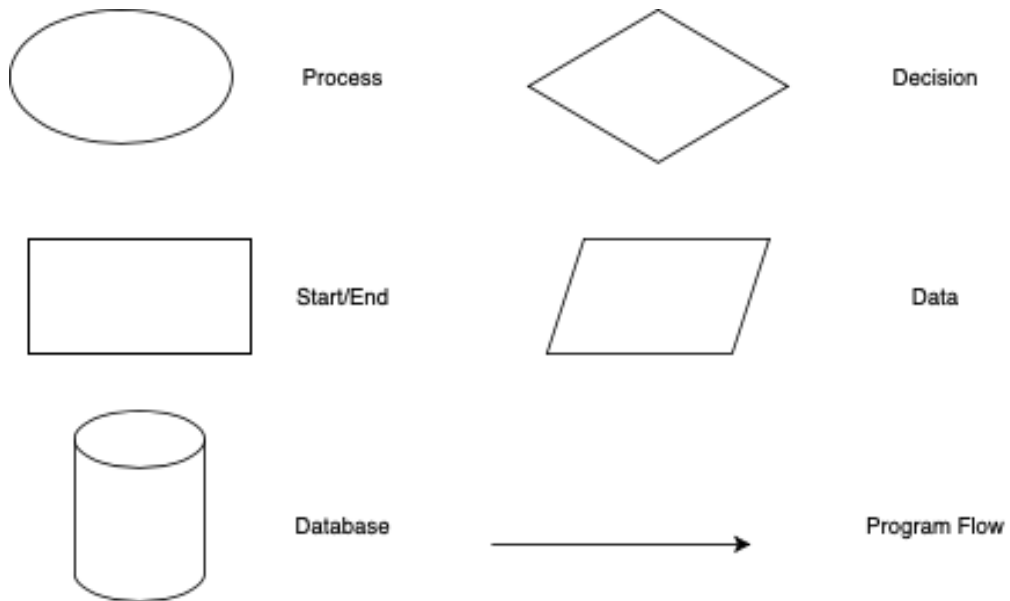 Process
Decision
Start/End
Data
Database
Program Flow